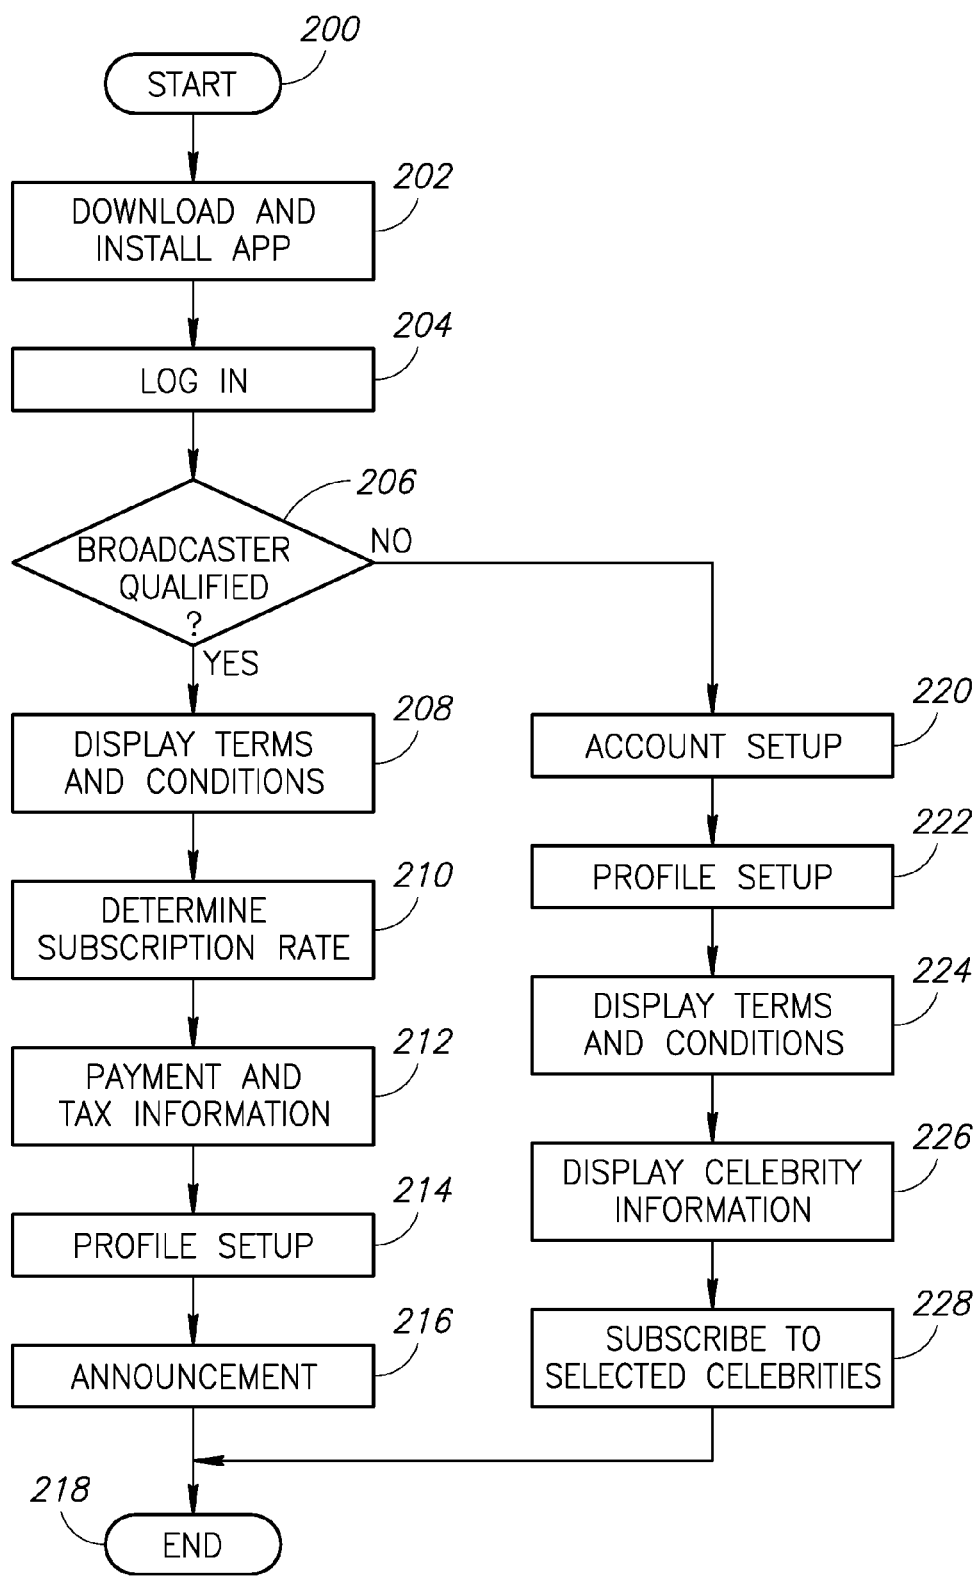 200
START
202
DOWNLOAD AND
INSTALL APP
204
LOG IN
206
BROADCASTER
QUALIFIED
?
NO
YES
208
DISPLAY TERMS
AND CONDITIONS
210
DETERMINE
SUBSCRIPTION RATE
212
PAYMENT AND
TAX INFORMATION
214
PROFILE SETUP
216
ANNOUNCEMENT
220
ACCOUNT SETUP
222
PROFILE SETUP
224
DISPLAY TERMS
AND CONDITIONS
226
DISPLAY CELEBRITY
INFORMATION
228
SUBSCRIBE TO
SELECTED CELEBRITIES
218
END